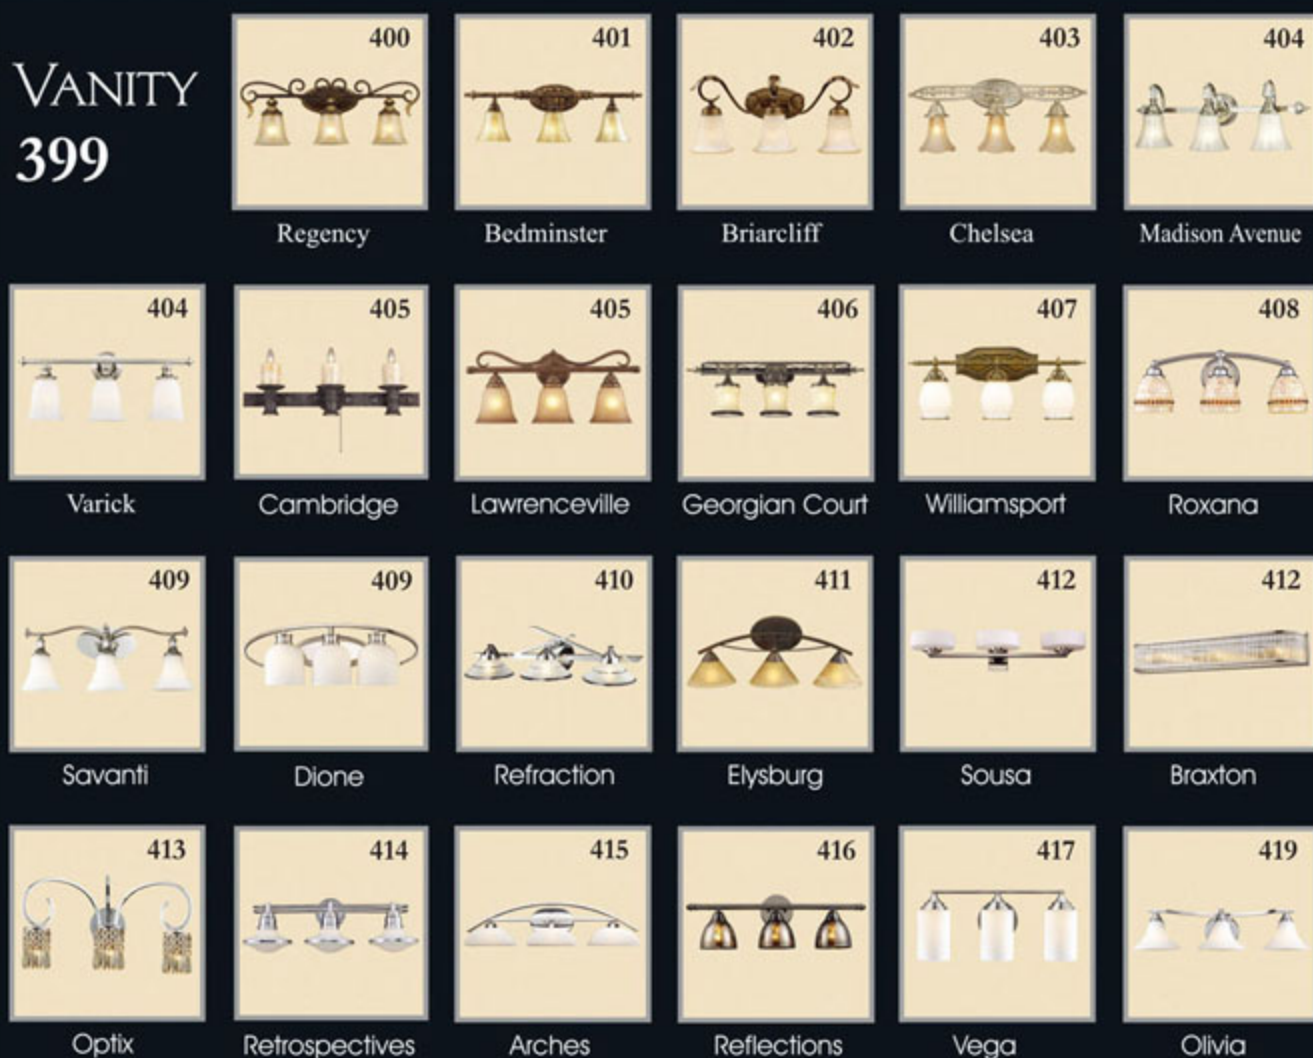 VANITY
399
400 401 402 403 404
Regency Bedminster Briarcliff Chelsea Madison Avenue
404 405 405 406 407 408
Varick Cambridge Lawrenceville Georgian Court Williamsport Roxana
409 409 410 411 412 412
Savanti Dione Refraction Elysburg Sousa Braxton
413 414 415 416 417 419
Optix Retrospectives Arches Reflections Vega Olivia